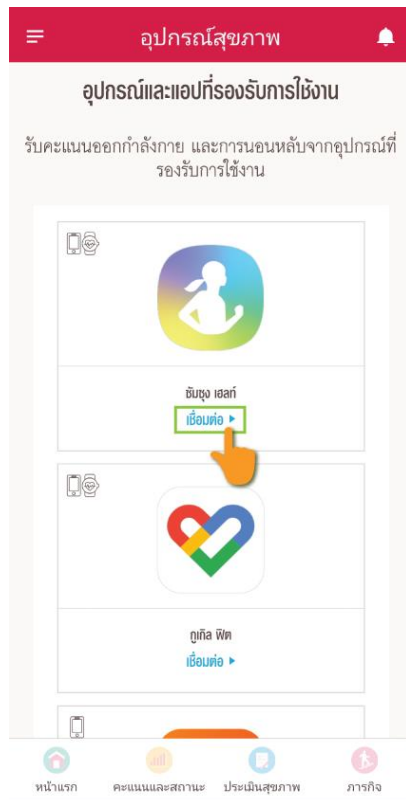 อุปกรณ์สุขภาพ
อุปกรณ์และแอปที่รองรับการใช้งาน
รับคะแนนออกกำลังกาย และการนอนหลับจากอุปกรณ์ที่
รองรับการใช้งาน
ซัมซุง เฮลท์
เชื่อมต่อ ▶
กูเกิล ฟิต
เชื่อมต่อ ▶
หน้าแรก คะแนนและสถานะ ประเมินสุขภาพ ภารกิจ